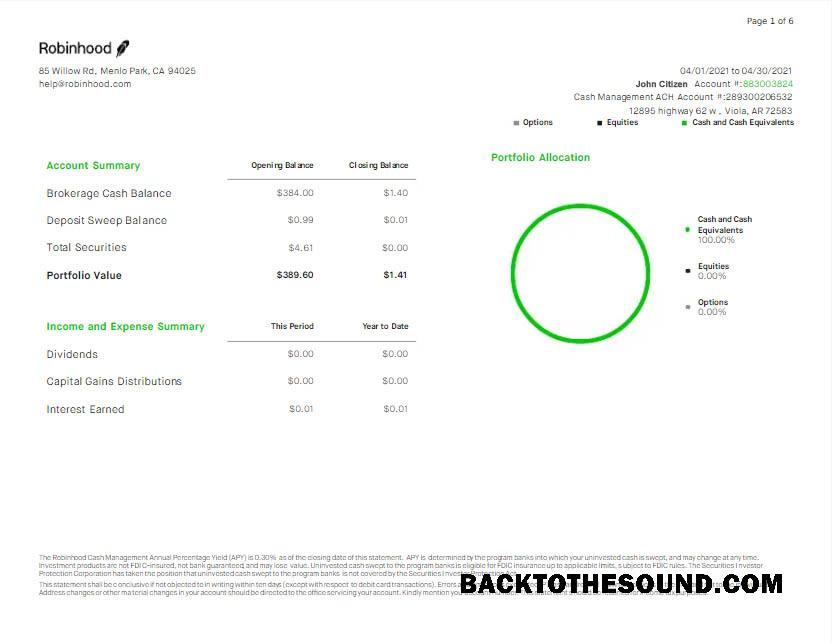 Page 1 of 6
Robinhood
85 Willow Rd, Menlo Park, CA 94025
help@robinhood.com
04/01/2021 to 04/30/2021
John Citizen Account #:883003824
Cash Management ACH Account #:289300206532
12895 highway 62 w , Viola, AR 72583
Options Equities Cash and Cash Equivalents
Account Summary Opening Balance Closing Balance
Brokerage Cash Balance $384.00 $1.40
Deposit Sweep Balance $0.99 $0.01
Total Securities $4.61 $0.00
Portfolio Value $389.60 $1.41
Income and Expense Summary This Period Year to Date
Dividends $0.00 $0.00
Capital Gains Distributions $0.00 $0.00
Interest Earned $0.01 $0.01
Portfolio Allocation
Cash and Cash
Equivalents
100.00%
Equities
0.00%
Options
0.00%
The Robinhood Cash Management Annual Percentage Yield (APY) is 0.30% as of the closing date of this statement. APY is determined by the program banks into which your uninvested cash is swept, and may change at any time.
Investment products are not FDIC-insured, not bank guaranteed, and may lose value. Uninvested cash swept to the program banks is eligible for FDIC insurance up to applicable limits, subject to FDIC rules. The Securities Investor
Protection Corporation has taken the position that uninvested cash swept to the program banks is not covered by the Securities Investor Protection Act.
This statement shall be conclusive if not objected to in writing within ten days (except with respect to debit card transactions). Errors
Address changes or other material changes in your account should be directed to the office servicing your account. Kindly mention
BACKTOTHESOUND.COM